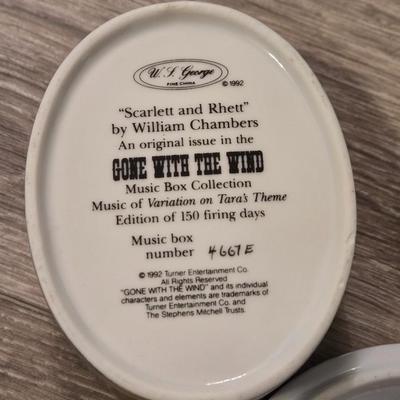 W. S. George
FINE CHINA
© 1992
"Scarlett and Rhett"
by William Chambers
An original issue in the
GONE WITH THE WIND
Music Box Collection
Music of Variation on Tara's Theme
Edition of 150 firing days
Music box
number 4667E
© 1992 Turner Entertainment Co.
All Rights Reserved
"GONE WITH THE WIND" and its individual
characters and elements are trademarks of
Turner Entertainment Co. and
The Stephens Mitchell Trusts.